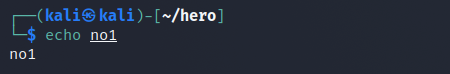 ┌──(kali㉿kali)-[~/hero]
└─$ echo no1
no1